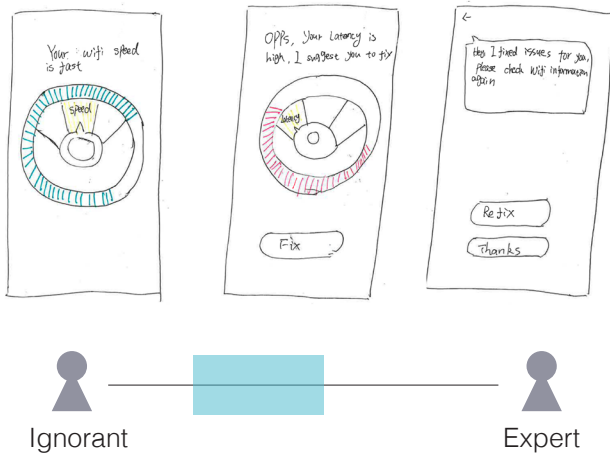 Your wifi speed
is fast
speed
OPPs, Your Latency is
high, I suggest you to fix
latency
Fix
←
Hey I fixed issues for you,
please check Wifi information
again
Refix
Thanks
Ignorant
Expert